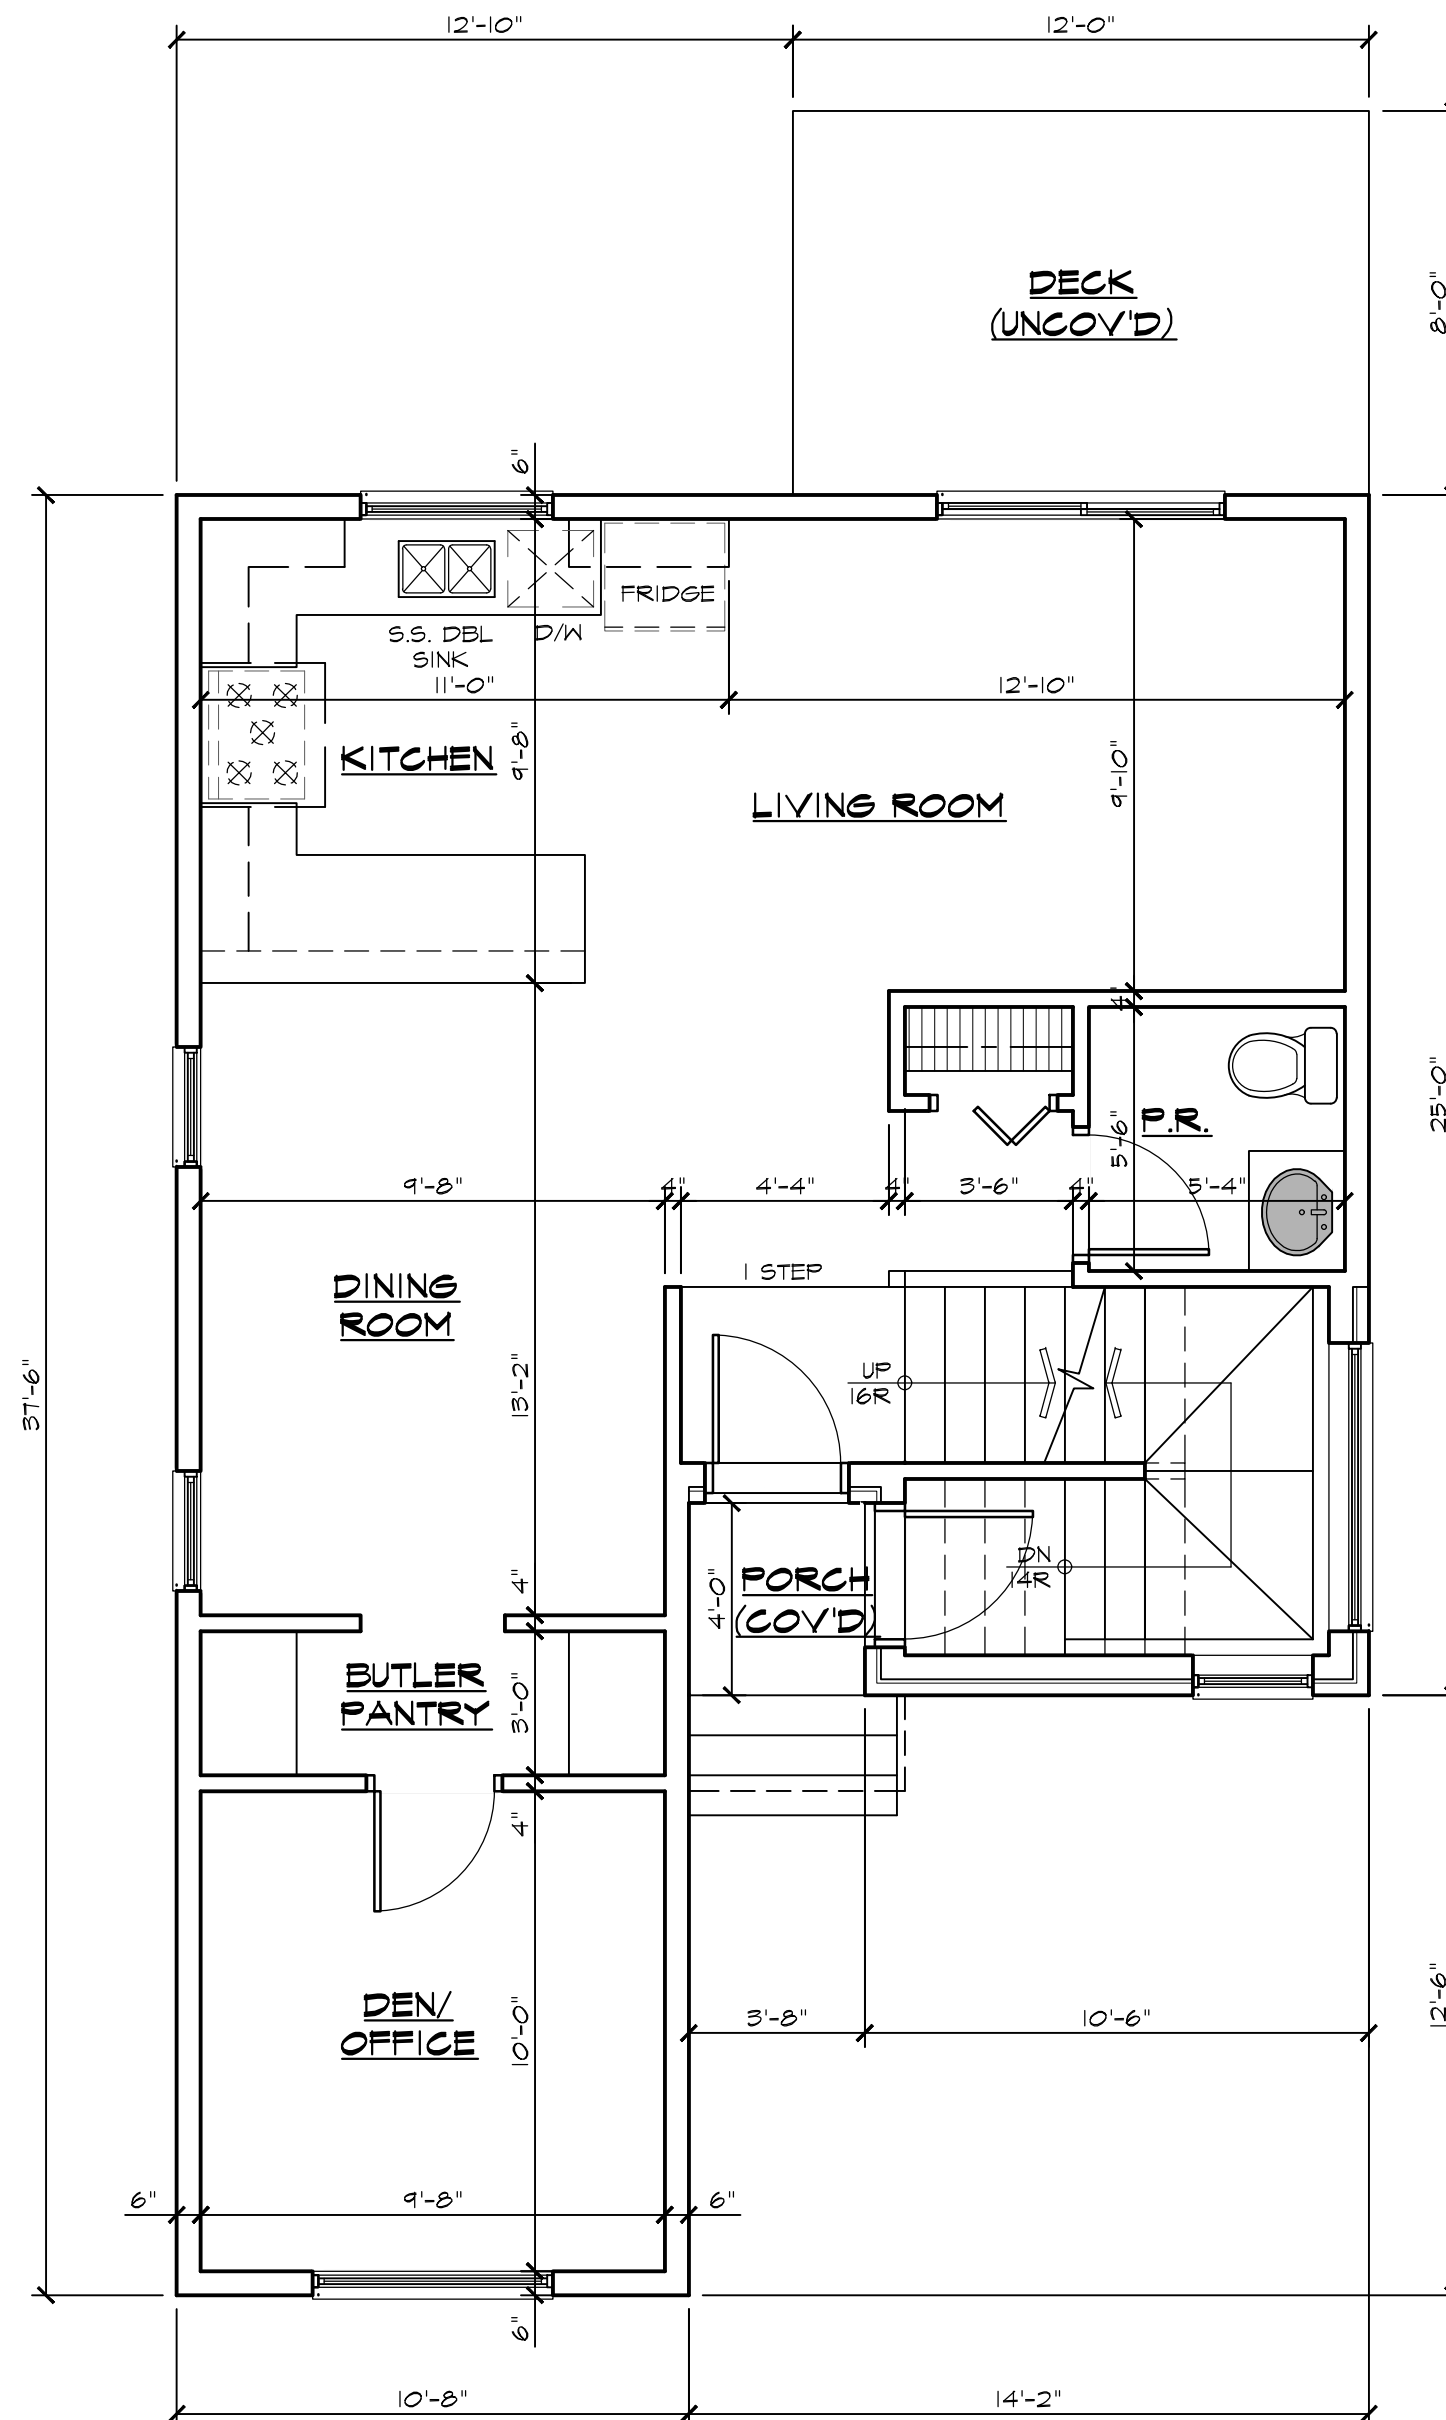 12'-10"
12'-0"
DECK
(UNCOV'D)
8'-0"
6"
FRIDGE
S.S. DBL
SINK
D/W
11'-0"
12'-10"
KITCHEN
9'-8"
9'-10"
LIVING ROOM
4"
25'-0"
P.R.
5'-6"
9'-8"
4"
4'-4"
4"
3'-6"
4"
5'-4"
1 STEP
DINING
ROOM
37'-6"
13'-2"
UP
16R
DN
14R
4"
4'-0"
PORCH
(COV'D)
BUTLER
PANTRY
3'-0"
4"
DEN/
OFFICE
10'-0"
3'-8"
10'-6"
12'-6"
6"
9'-8"
6"
6"
10'-8"
14'-2"